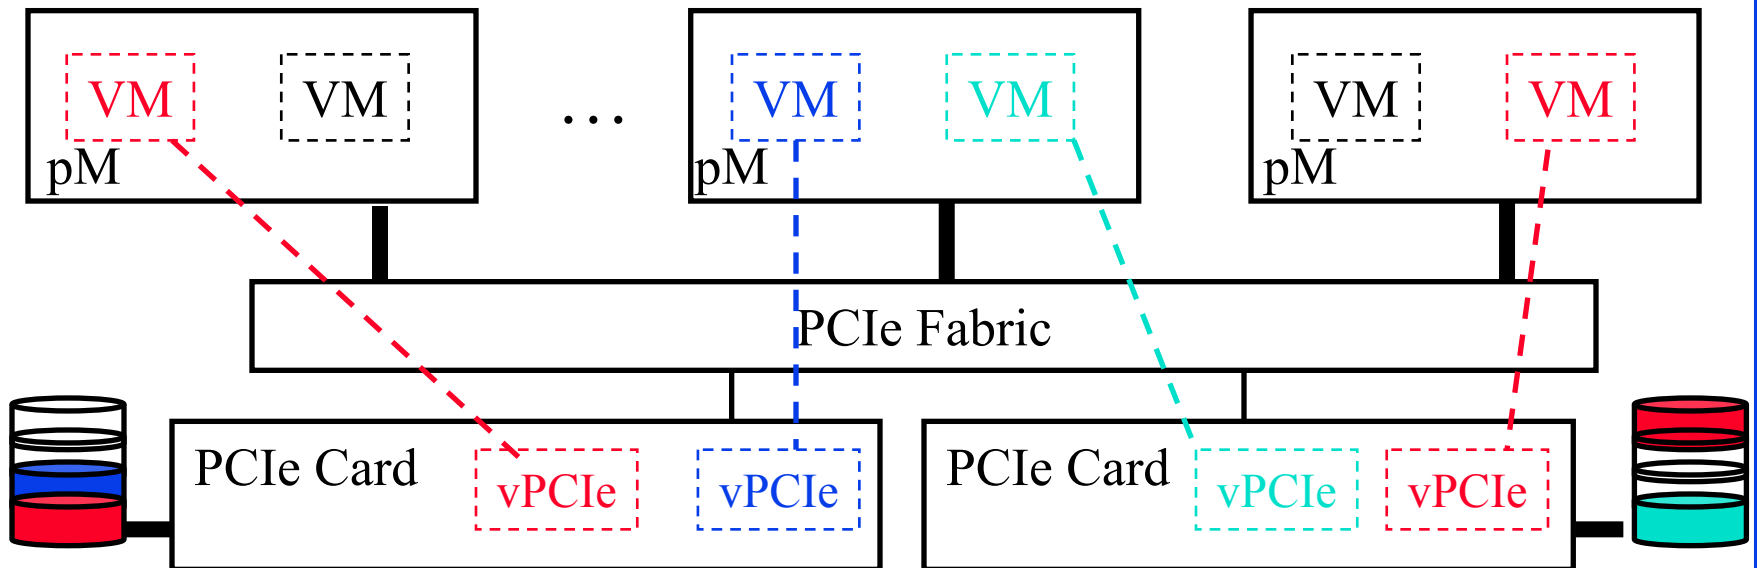 VM
VM
pM
…
VM
VM
pM
VM
VM
pM
PCIe Fabric
PCIe Card
vPCIe
vPCIe
PCIe Card
vPCIe
vPCIe